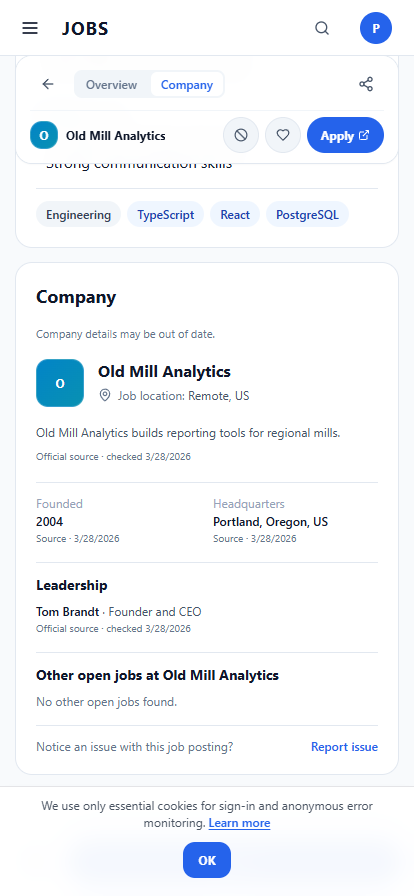 JOBS
P
Overview
Company
O
Old Mill Analytics
Apply
Strong communication skills
Engineering
TypeScript
React
PostgreSQL
Company
Company details may be out of date.
O
Old Mill Analytics
Job location: Remote, US
Old Mill Analytics builds reporting tools for regional mills.
Official source · checked 3/28/2026
Founded
2004
Source · 3/28/2026
Headquarters
Portland, Oregon, US
Source · 3/28/2026
Leadership
Tom Brandt · Founder and CEO
Official source · checked 3/28/2026
Other open jobs at Old Mill Analytics
No other open jobs found.
Notice an issue with this job posting?
Report issue
We use only essential cookies for sign-in and anonymous error
monitoring. Learn more
OK